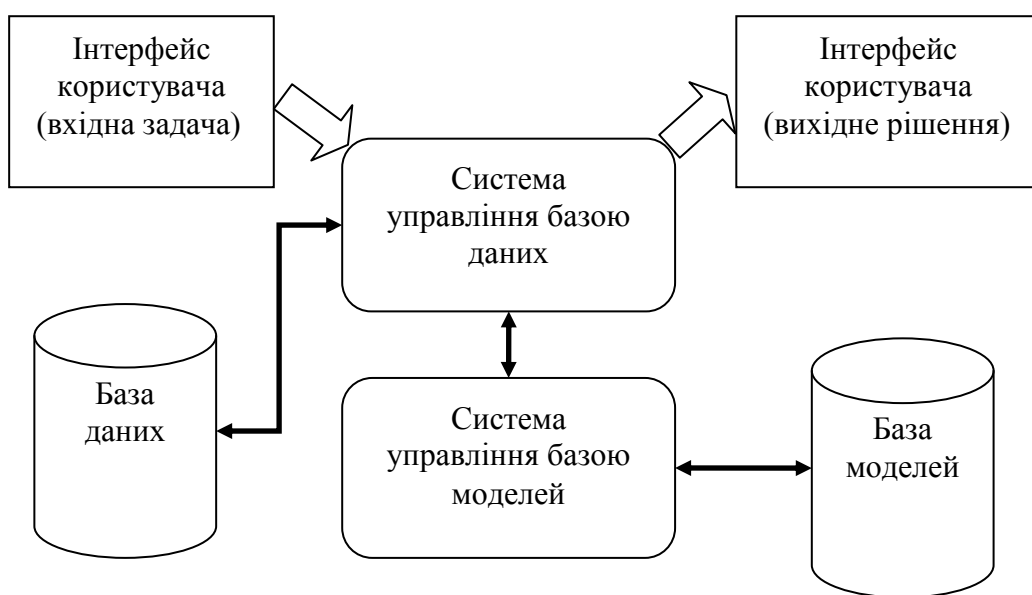 Інтерфейс
користувача
(вхідна задача)
Інтерфейс
користувача
(вихідне рішення)
Система
управління базою
даних
База
даних
Система
управління базою
моделей
База
моделей